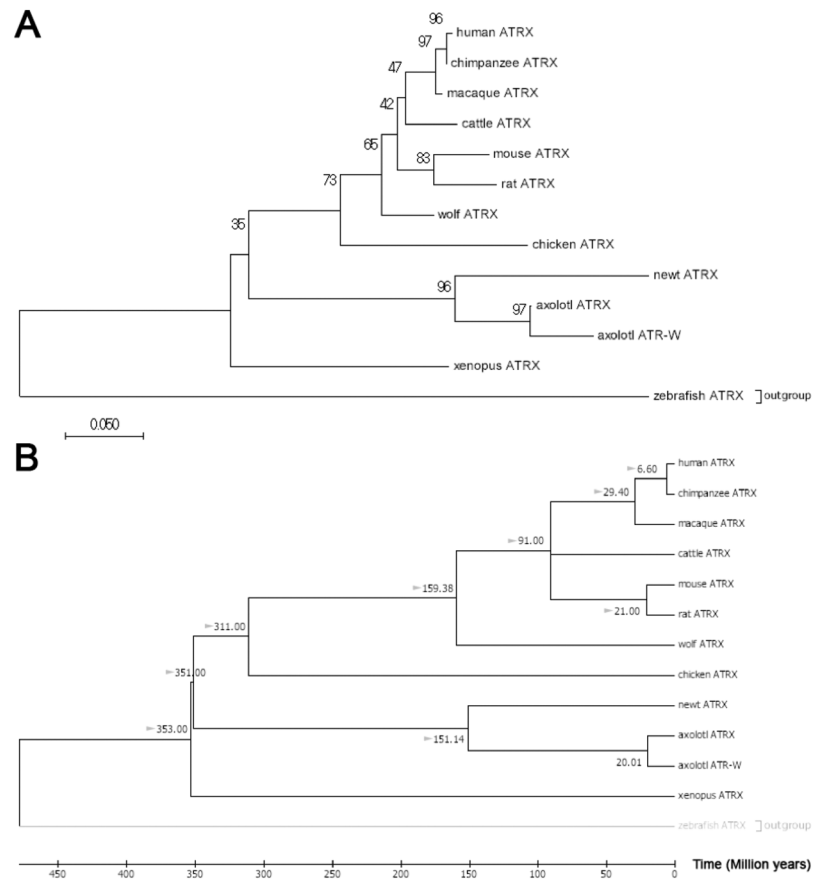 A
96
human ATRX
97
chimpanzee ATRX
47
macaque ATRX
42
cattle ATRX
65
mouse ATRX
83
rat ATRX
73
wolf ATRX
35
chicken ATRX
newt ATRX
96
axolotl ATRX
97
axolotl ATR-W
xenopus ATRX
zebrafish ATRX outgroup
0.050
B
human ATRX
6.60
chimpanzee ATRX
29.40
macaque ATRX
91.00
cattle ATRX
mouse ATRX
159.38
21.00
rat ATRX
311.00
wolf ATRX
chicken ATRX
351.00
newt ATRX
353.00
axolotl ATRX
151.14
20.01
axolotl ATR-W
xenopus ATRX
zebrafish ATRX outgroup
450 400 350 300 250 200 150 100 50 0 Time (Million years)